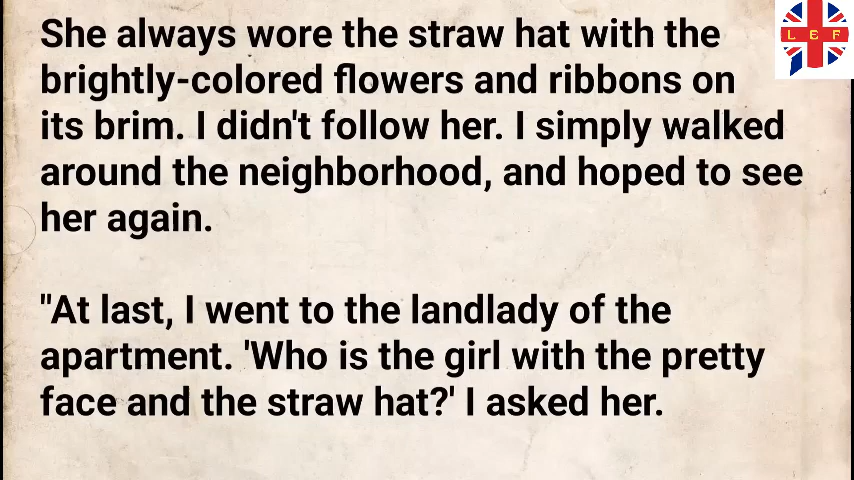 She always wore the straw hat with the
brightly-colored flowers and ribbons on
its brim. I didn't follow her. I simply walked
around the neighborhood, and hoped to see
her again.
"At last, I went to the landlady of the
apartment. 'Who is the girl with the pretty
face and the straw hat?' I asked her.
L E F